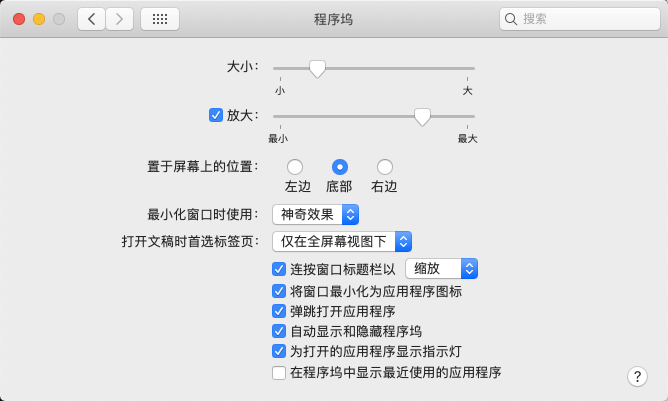 程序坞
搜索
大小：
小 大
放大：
最小 最大
置于屏幕上的位置：
左边 底部 右边
最小化窗口时使用： 神奇效果
打开文稿时首选标签页： 仅在全屏幕视图下
连按窗口标题栏以 缩放
将窗口最小化为应用程序图标
弹跳打开应用程序
自动显示和隐藏程序坞
为打开的应用程序显示指示灯
在程序坞中显示最近使用的应用程序
?